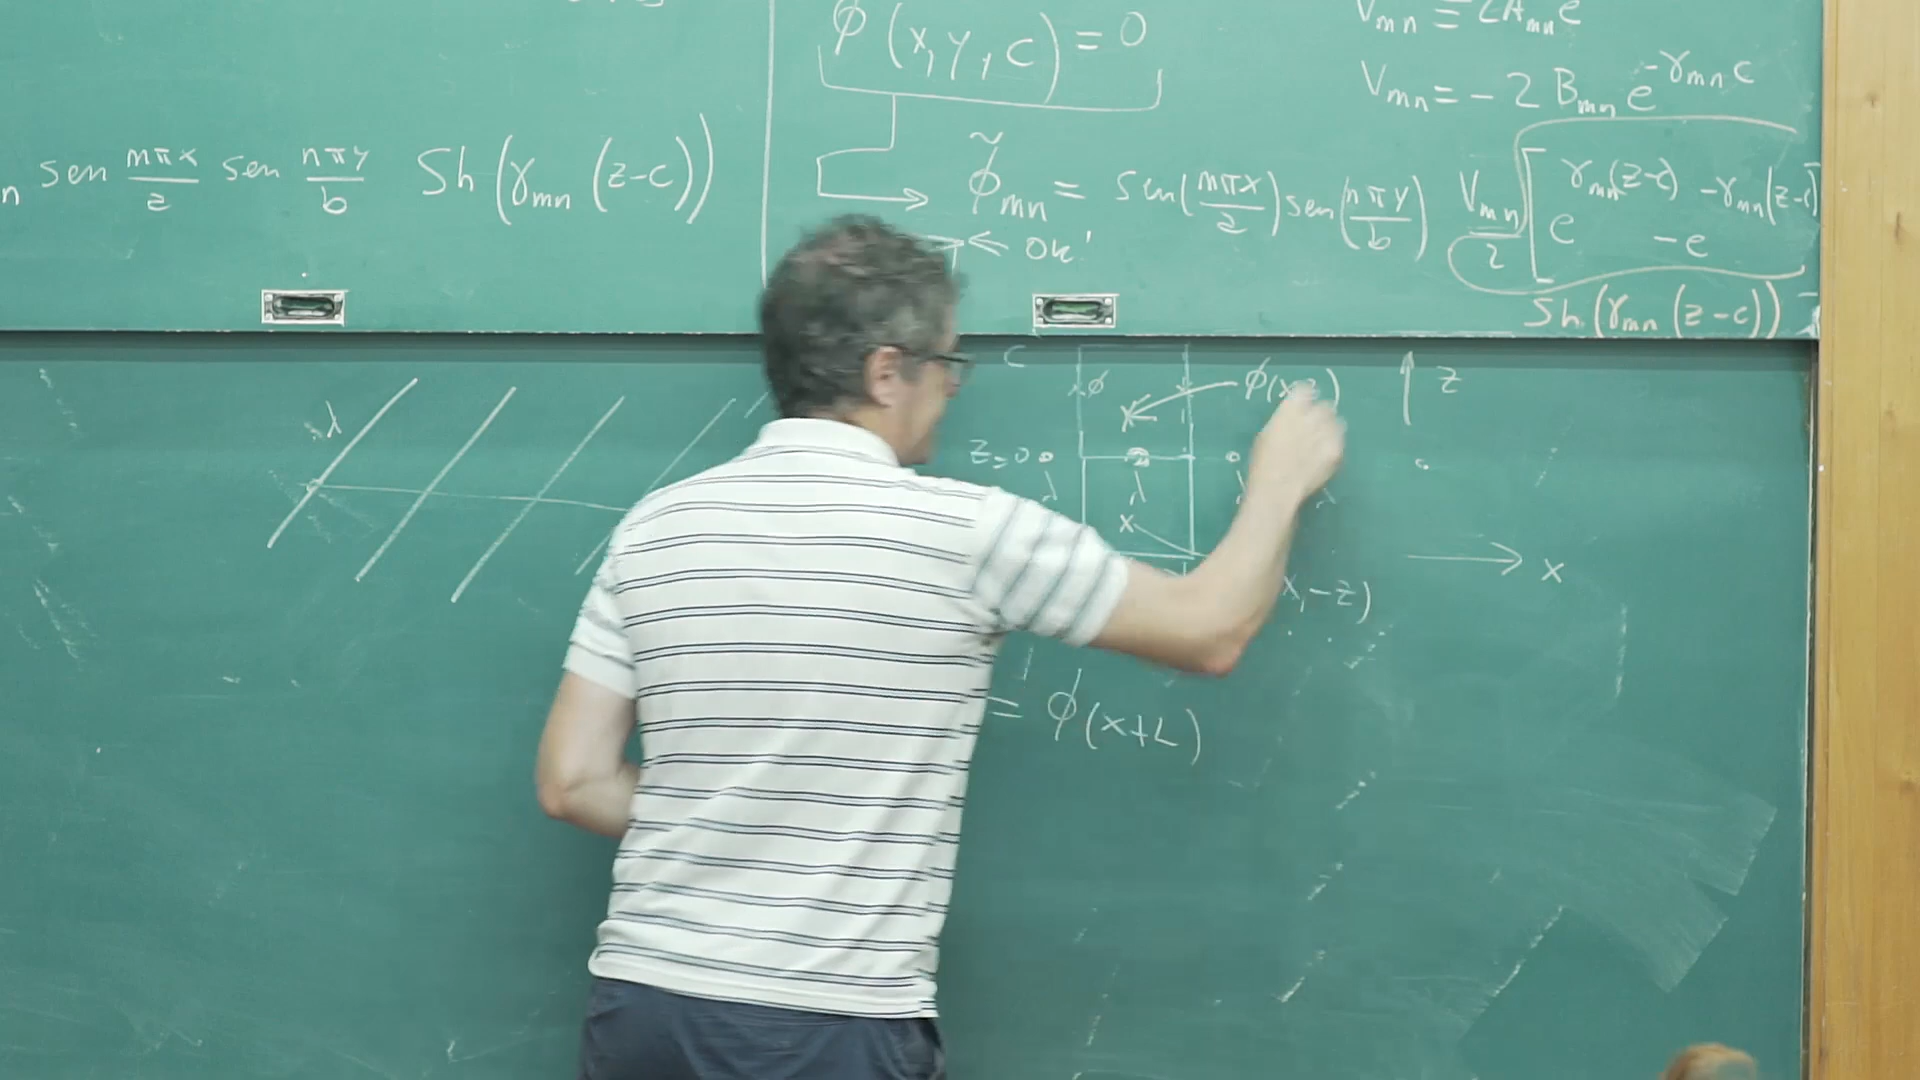 n sen mπx/a sen nπy/b Sh(γmn (z-c))
ϕ(x,y,c) = 0
ϕ̃mn = sen(mπx/a) sen(nπy/b) Vmn/2 [e^γmn(z-c) - e^-γmn(z-c)]
← ok!
Vmn = 2Amn e
Vmn = -2 Bmn e^-γmn c
Sh(γmn (z-c))
λ
c
ϕ
ϕ(x,z)
z
z=0
λ λ λ λ
x
x
x,-z)
= ϕ(x+L)